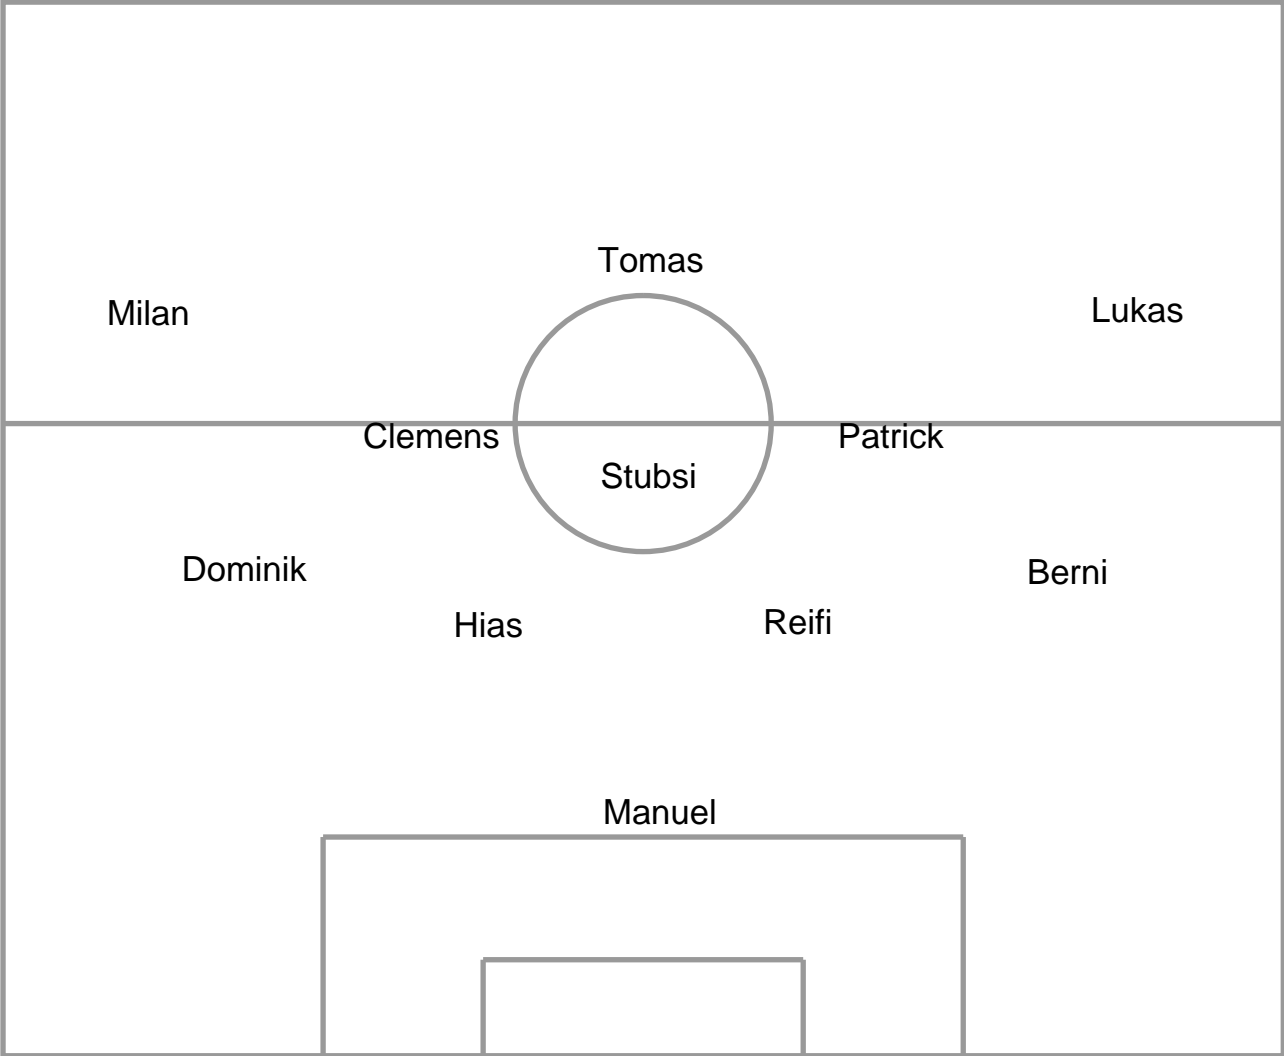 Tomas
Milan
Lukas
Clemens
Patrick
Stubsi
Dominik
Berni
Hias
Reifi
Manuel